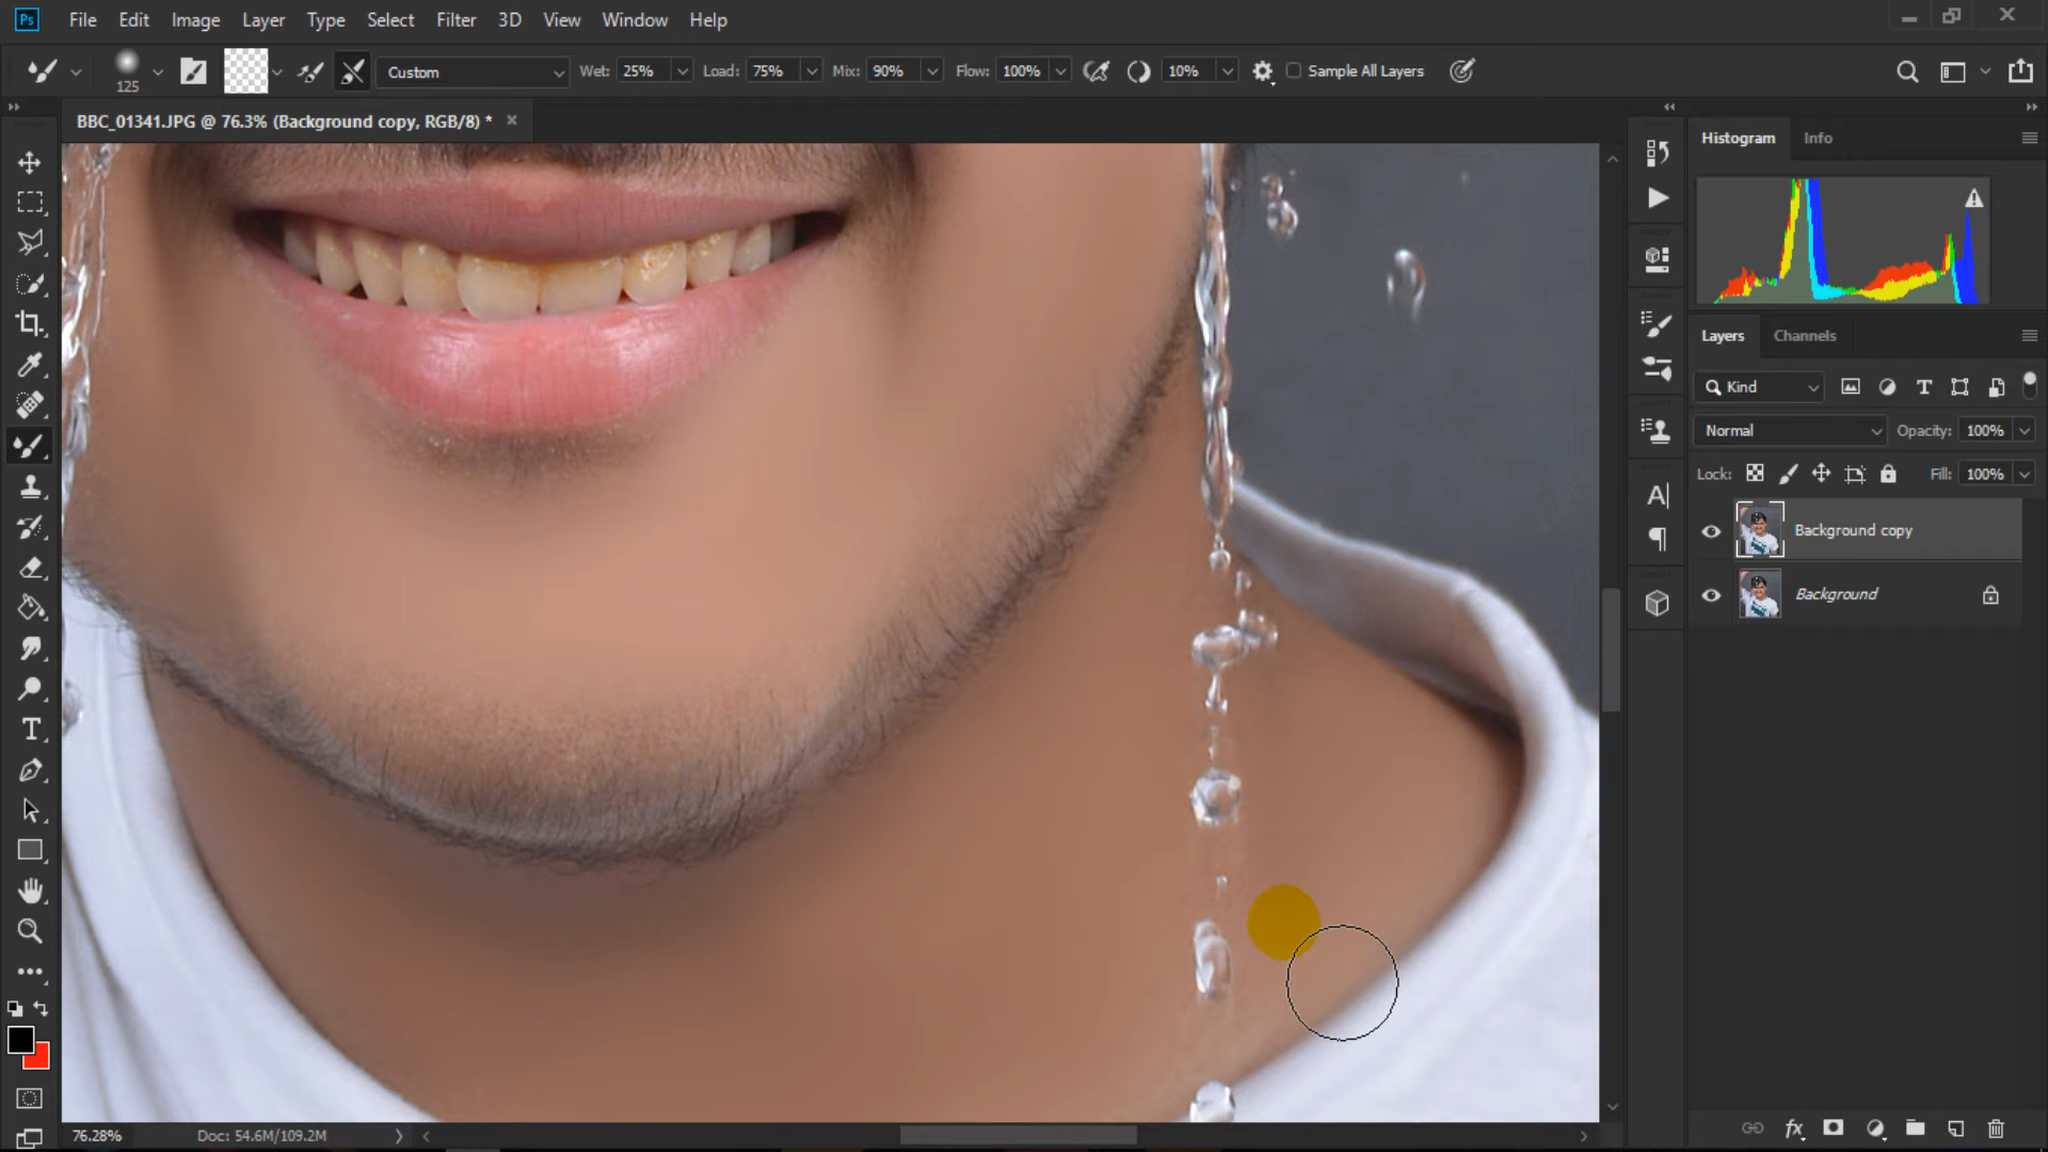 Ps File Edit Image Layer Type Select Filter 3D View Window Help
125 Custom Wet: 25% Load: 75% Mix: 90% Flow: 100% 10% Sample All Layers
BBC_01341.JPG @ 76.3% (Background copy, RGB/8) * ×
Histogram Info
Layers Channels
Kind
Normal Opacity: 100%
Lock: Fill: 100%
Background copy
Background
76.28% Doc: 54.6M/109.2M